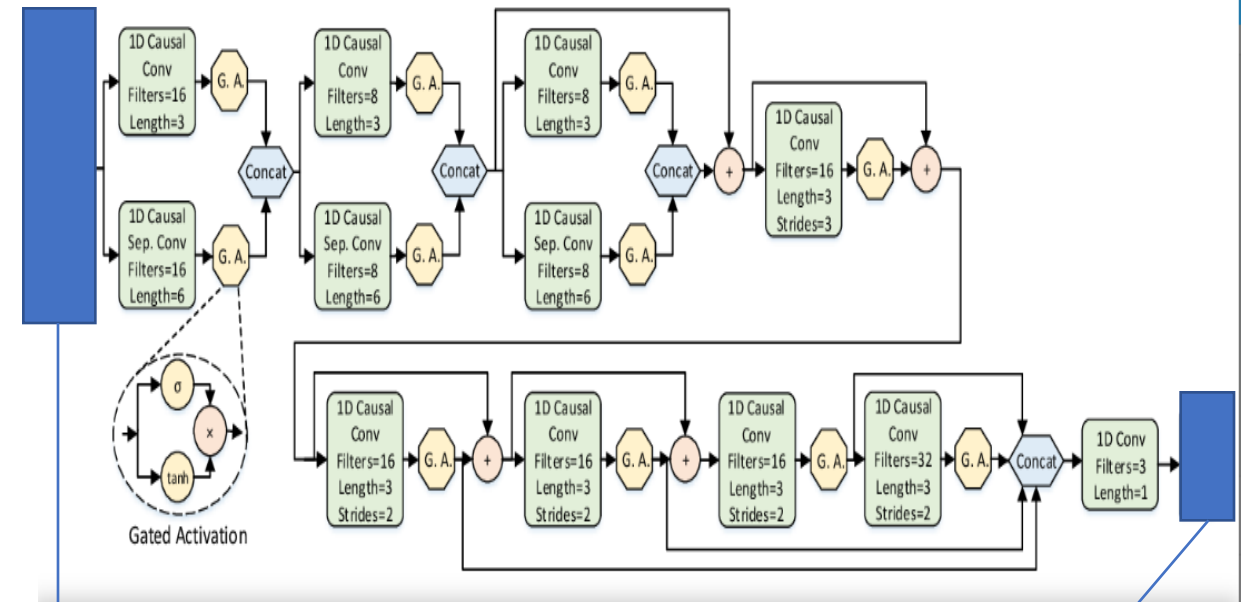 1D Causal
Conv
Filters=16
Length=3
G. A.
1D Causal
Conv
Filters=8
Length=3
G. A.
1D Causal
Conv
Filters=8
Length=3
G. A.
Concat
Concat
Concat
+
1D Causal
Conv
Filters=16
Length=3
Strides=3
G. A.
+
1D Causal
Sep. Conv
Filters=16
Length=6
G. A.
1D Causal
Sep. Conv
Filters=8
Length=6
G. A.
1D Causal
Sep. Conv
Filters=8
Length=6
G. A.
σ
×
tanh
Gated Activation
1D Causal
Conv
Filters=16
Length=3
Strides=2
G. A.
+
1D Causal
Conv
Filters=16
Length=3
Strides=2
G. A.
+
1D Causal
Conv
Filters=16
Length=3
Strides=2
G. A.
1D Causal
Conv
Filters=32
Length=3
Strides=2
G. A.
Concat
1D Conv
Filters=3
Length=1